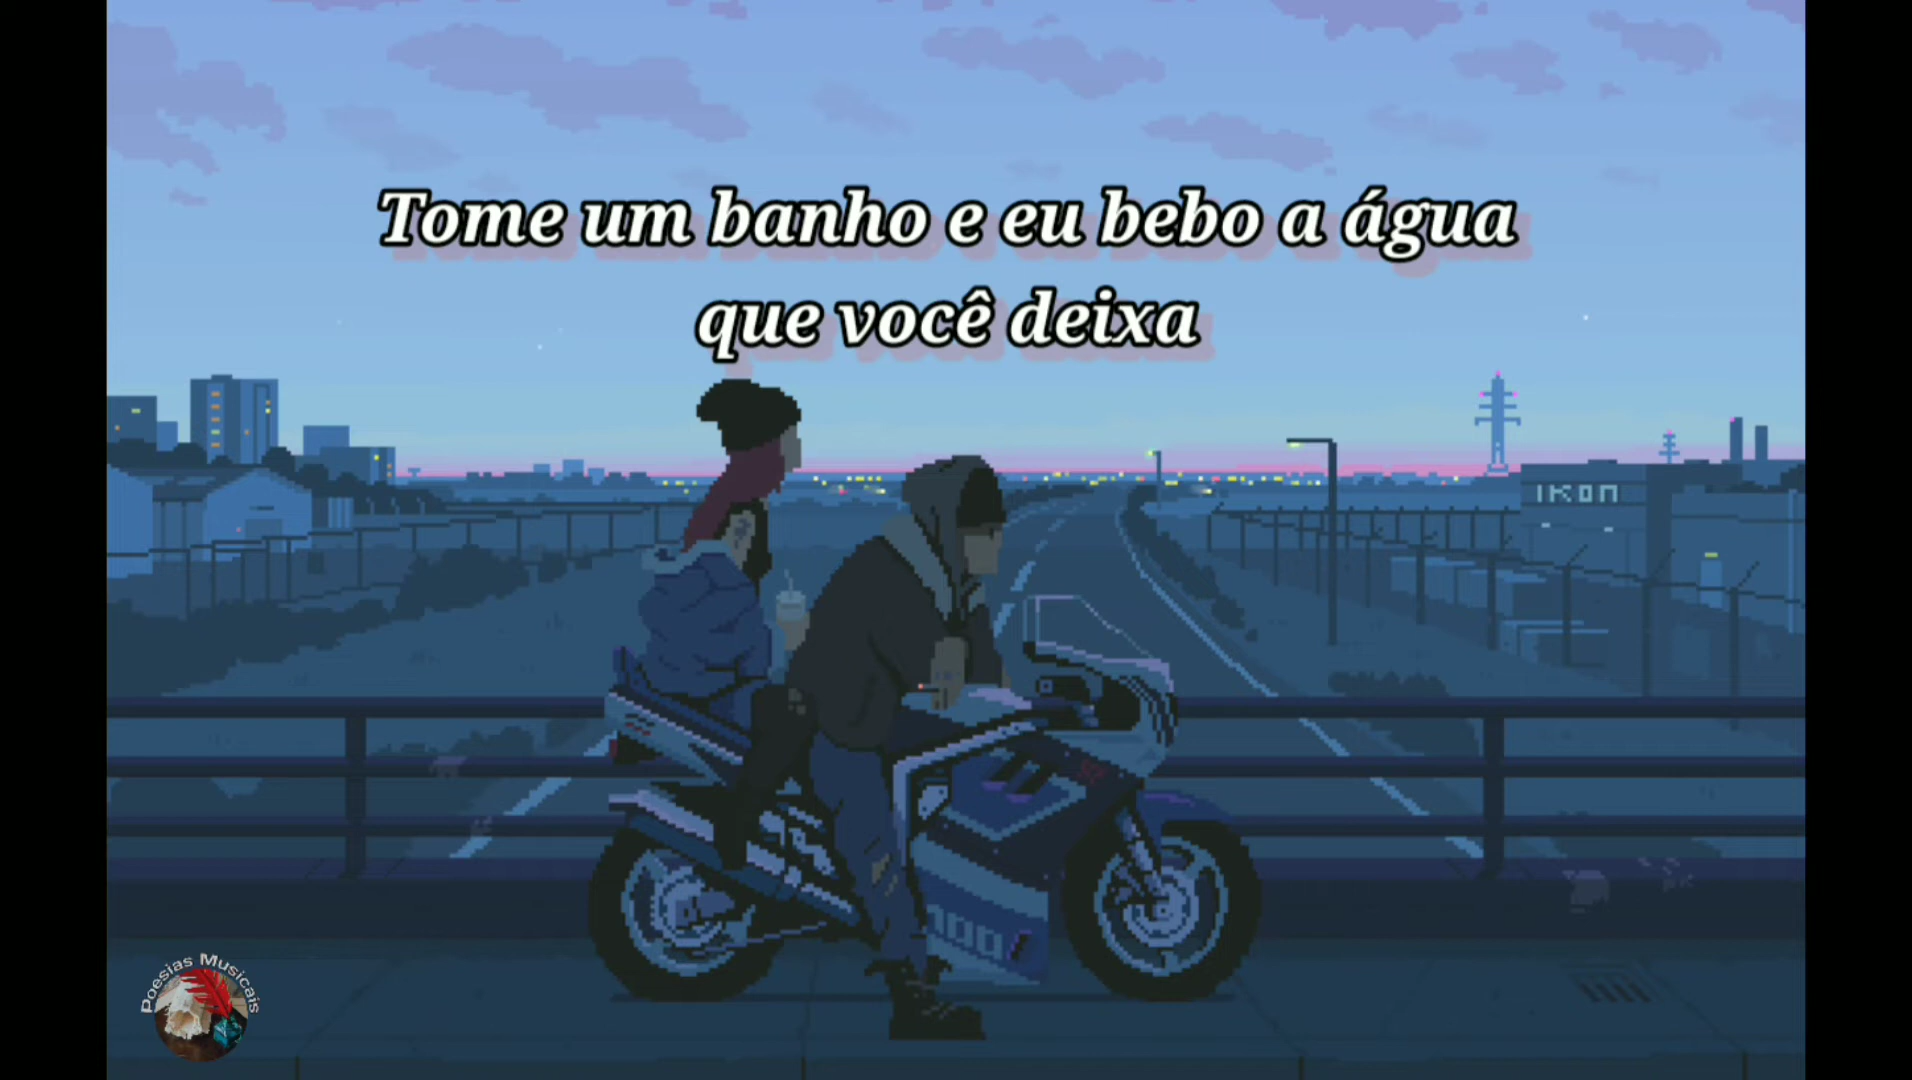 Tome um banho e eu bebo a água
que você deixa
IKON
Poesias Musicais